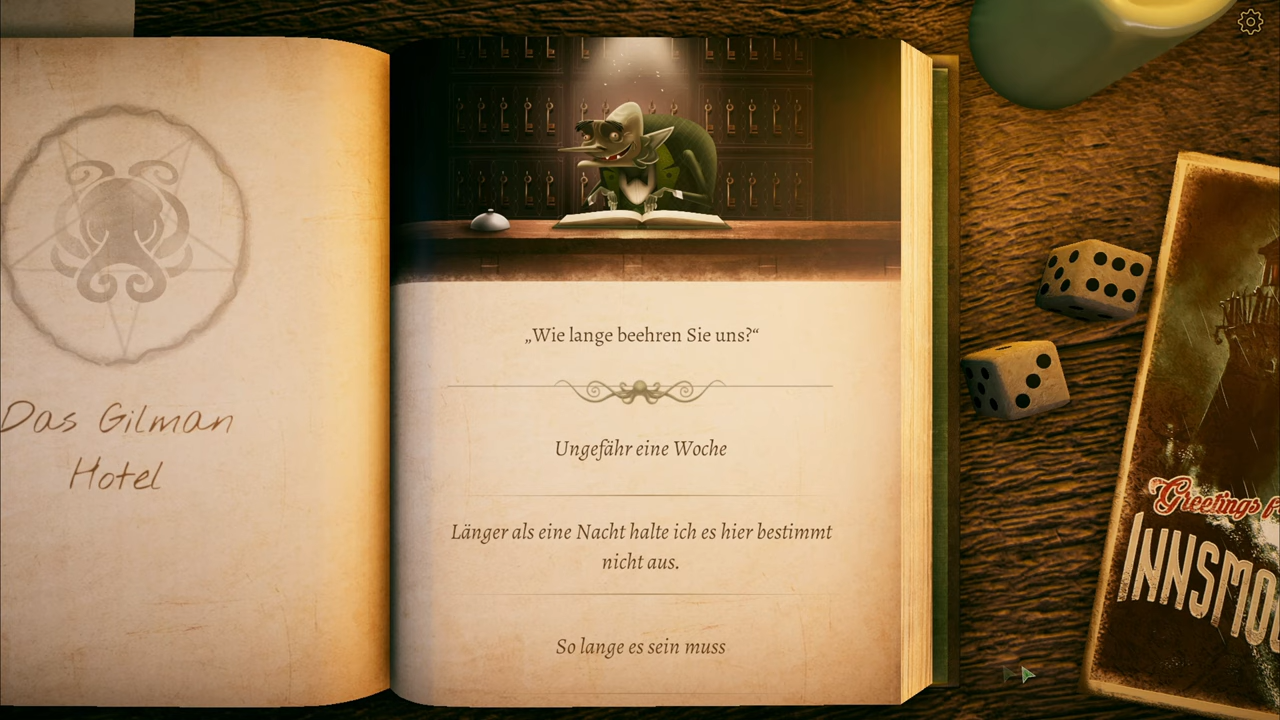 Das Gilman
Hotel
„Wie lange beehren Sie uns?“
Ungefähr eine Woche
Länger als eine Nacht halte ich es hier bestimmt
nicht aus.
So lange es sein muss
Greetings f
INNSMO